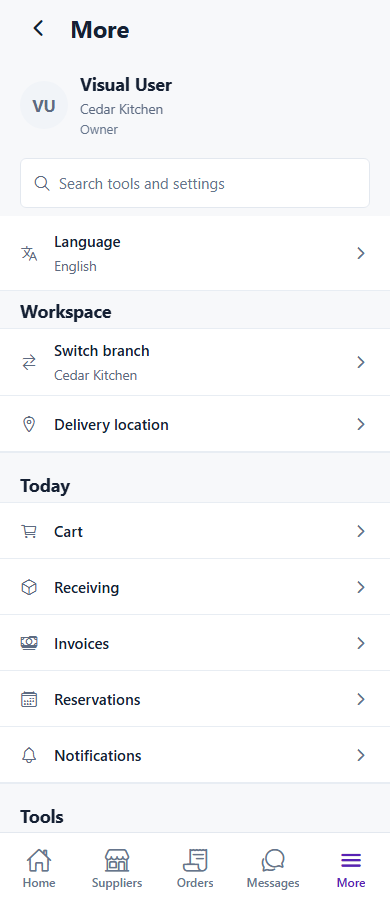 More
VU
Visual User
Cedar Kitchen
Owner
Search tools and settings
Language
English
Workspace
Switch branch
Cedar Kitchen
Delivery location
Today
Cart
Receiving
Invoices
Reservations
Notifications
Tools
Home
Suppliers
Orders
Messages
More